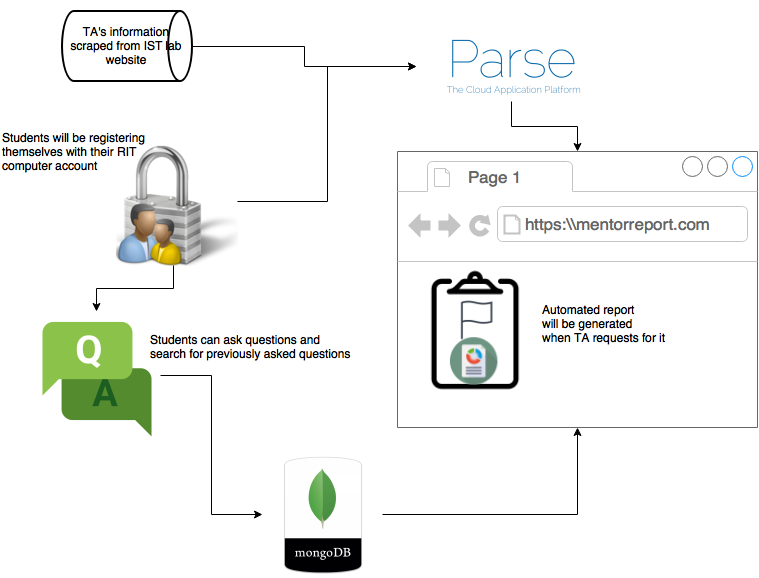 TA's information
scraped from IST lab
website
Parse
The Cloud Application Platform
Students will be registering
themselves with their RIT
computer account
Page 1
https:\\mentorreport.com
Automated report
will be generated
when TA requests for it
Q
A
Students can ask questions and
search for previously asked questions
mongoDB